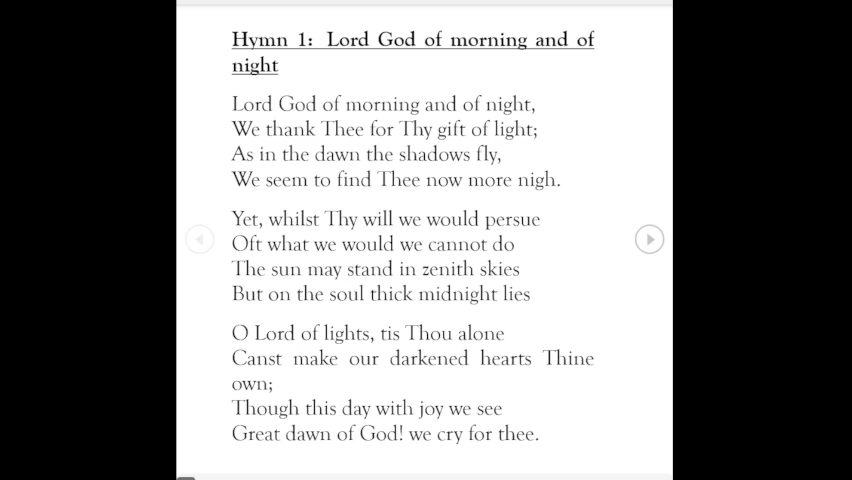 Hymn 1: Lord God of morning and of
night
Lord God of morning and of night,
We thank Thee for Thy gift of light;
As in the dawn the shadows fly,
We seem to find Thee now more nigh.
Yet, whilst Thy will we would persue
Oft what we would we cannot do
The sun may stand in zenith skies
But on the soul thick midnight lies
O Lord of lights, tis Thou alone
Canst make our darkened hearts Thine
own;
Though this day with joy we see
Great dawn of God! we cry for thee.